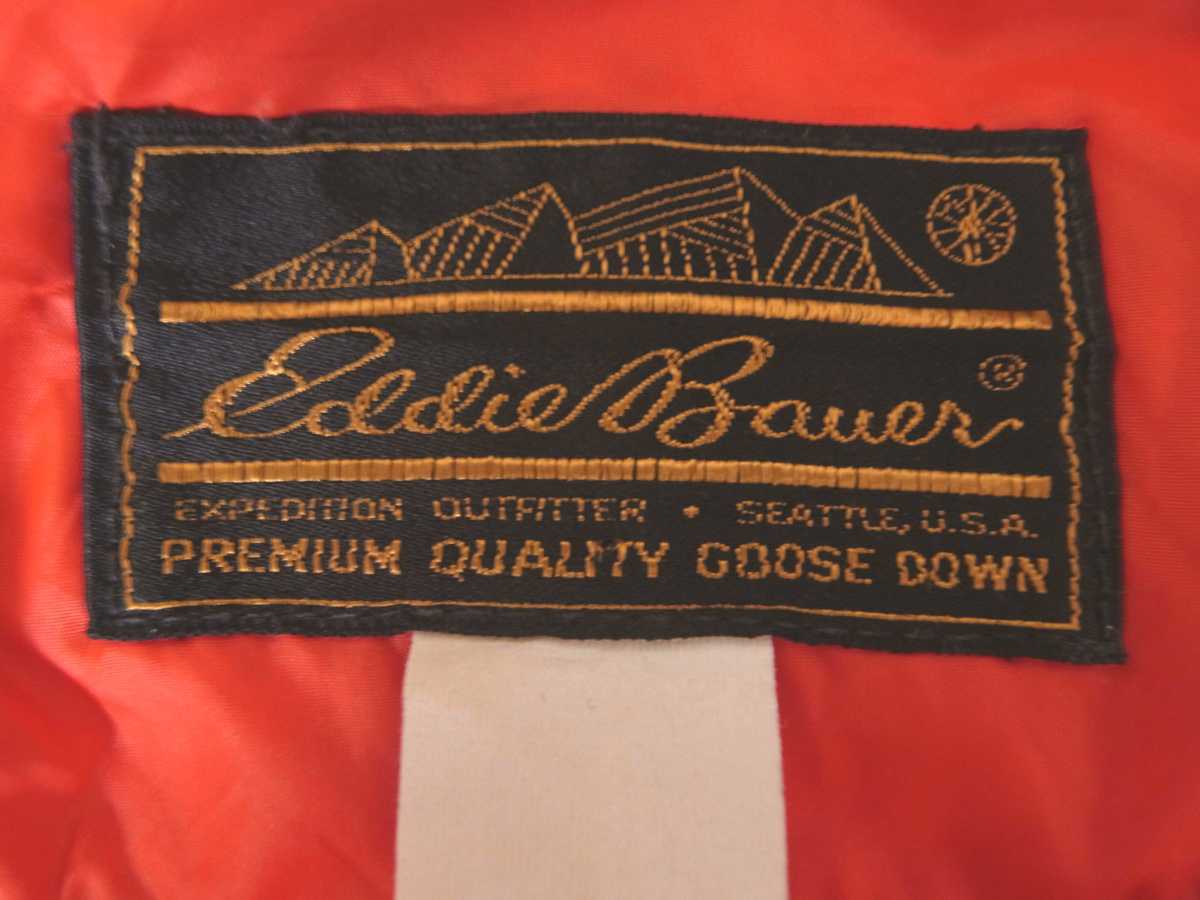 Eddie Bauer ®
EXPEDITION OUTFITTER • SEATTLE, U.S.A.
PREMIUM QUALITY GOOSE DOWN